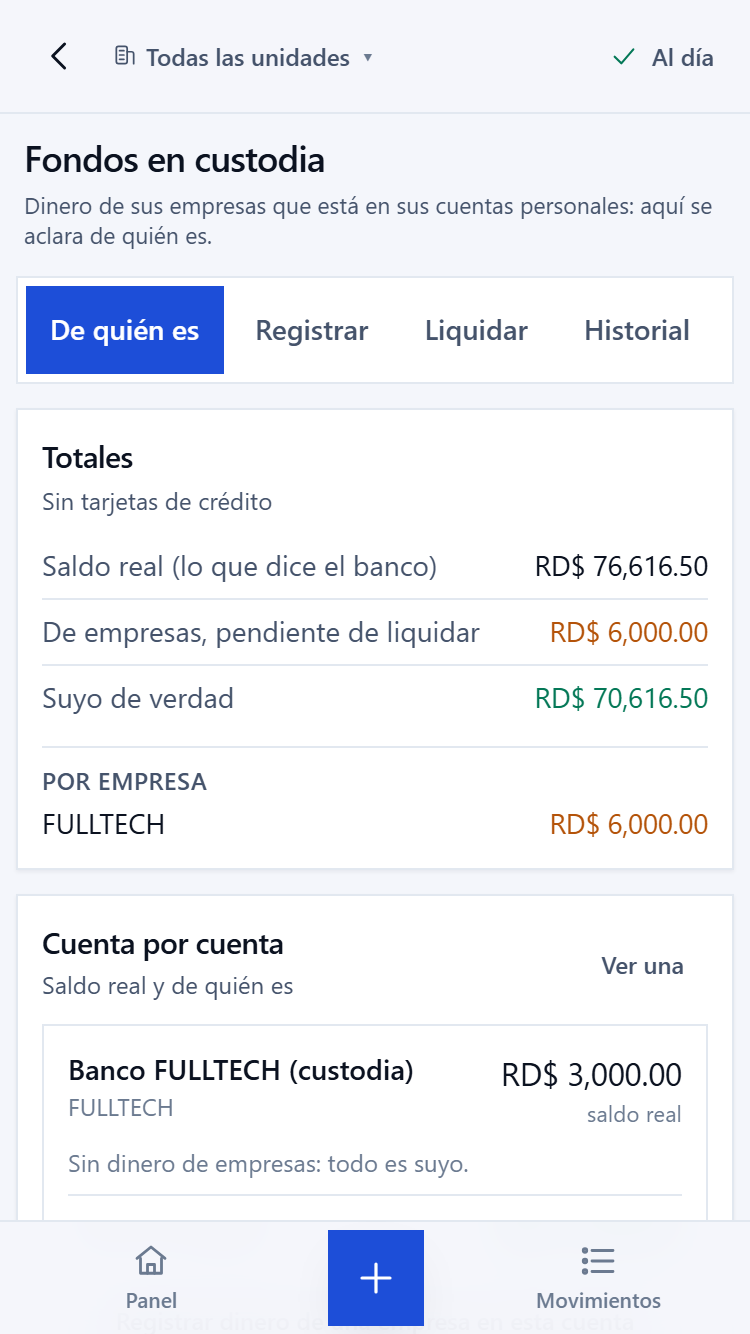 Todas las unidades ▾
Al día
Fondos en custodia
Dinero de sus empresas que está en sus cuentas personales: aquí se
aclara de quién es.
De quién es
Registrar
Liquidar
Historial
Totales
Sin tarjetas de crédito
Saldo real (lo que dice el banco) RD$ 76,616.50
De empresas, pendiente de liquidar RD$ 6,000.00
Suyo de verdad RD$ 70,616.50
POR EMPRESA
FULLTECH RD$ 6,000.00
Cuenta por cuenta
Saldo real y de quién es
Ver una
Banco FULLTECH (custodia) RD$ 3,000.00
FULLTECH saldo real
Sin dinero de empresas: todo es suyo.
Panel
Movimientos